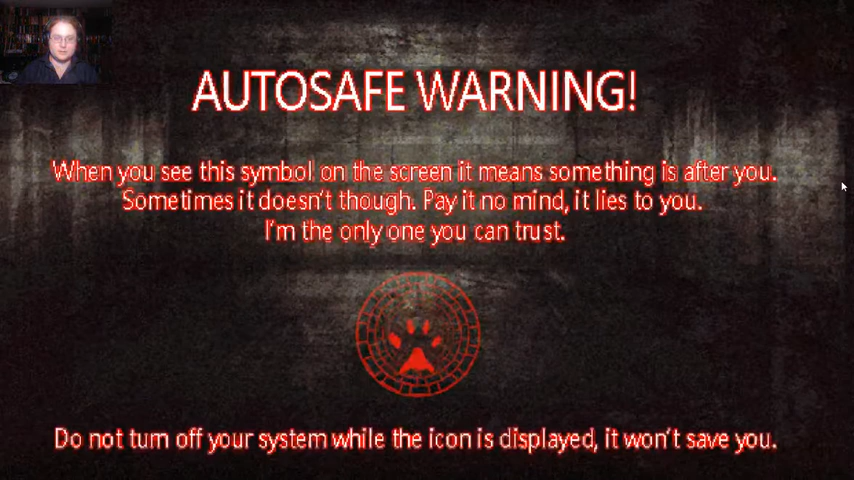 AUTOSAFE WARNING!
When you see this symbol on the screen it means something is after you.
Sometimes it doesn't though. Pay it no mind, it lies to you.
I'm the only one you can trust.
Do not turn off your system while the icon is displayed, it won't save you.